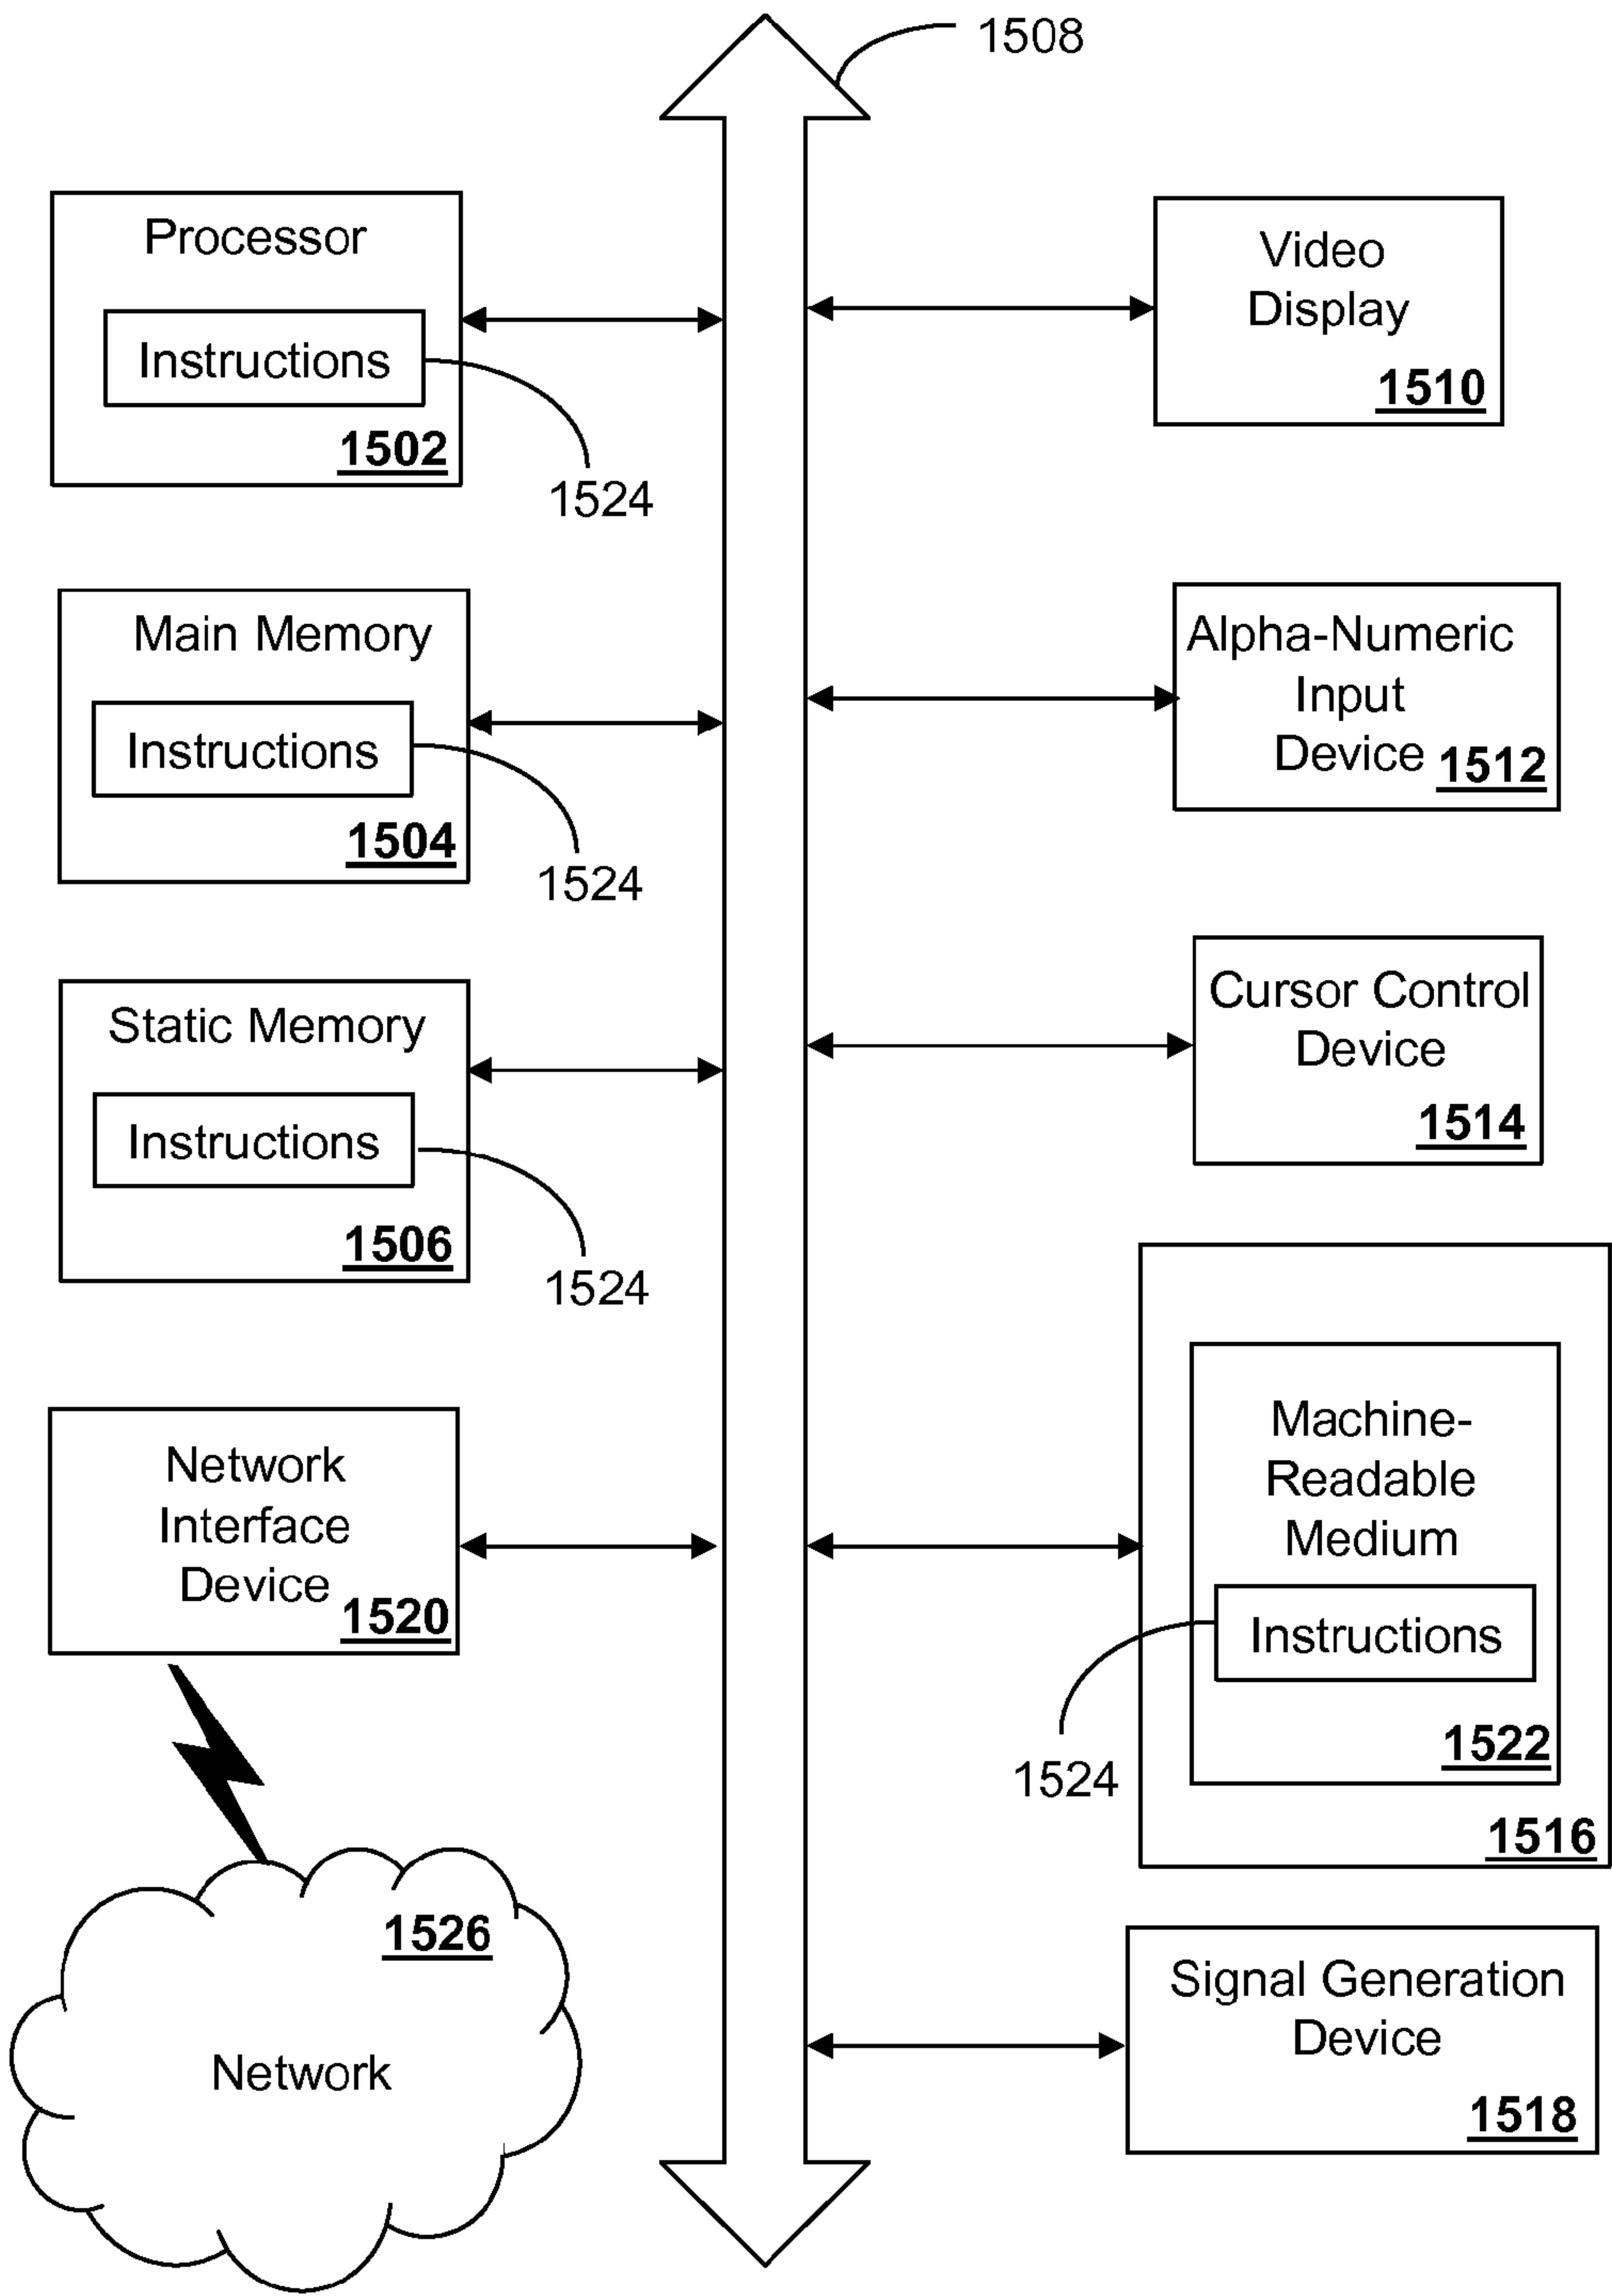 1508
Processor
Instructions
1502
1524
Video
Display
1510
Main Memory
Instructions
1504
1524
Alpha-Numeric
Input
Device 1512
Static Memory
Instructions
1506
1524
Cursor Control
Device
1514
Network
Interface
Device 1520
Machine-
Readable
Medium
Instructions
1522
1524
1516
1526
Network
Signal Generation
Device
1518